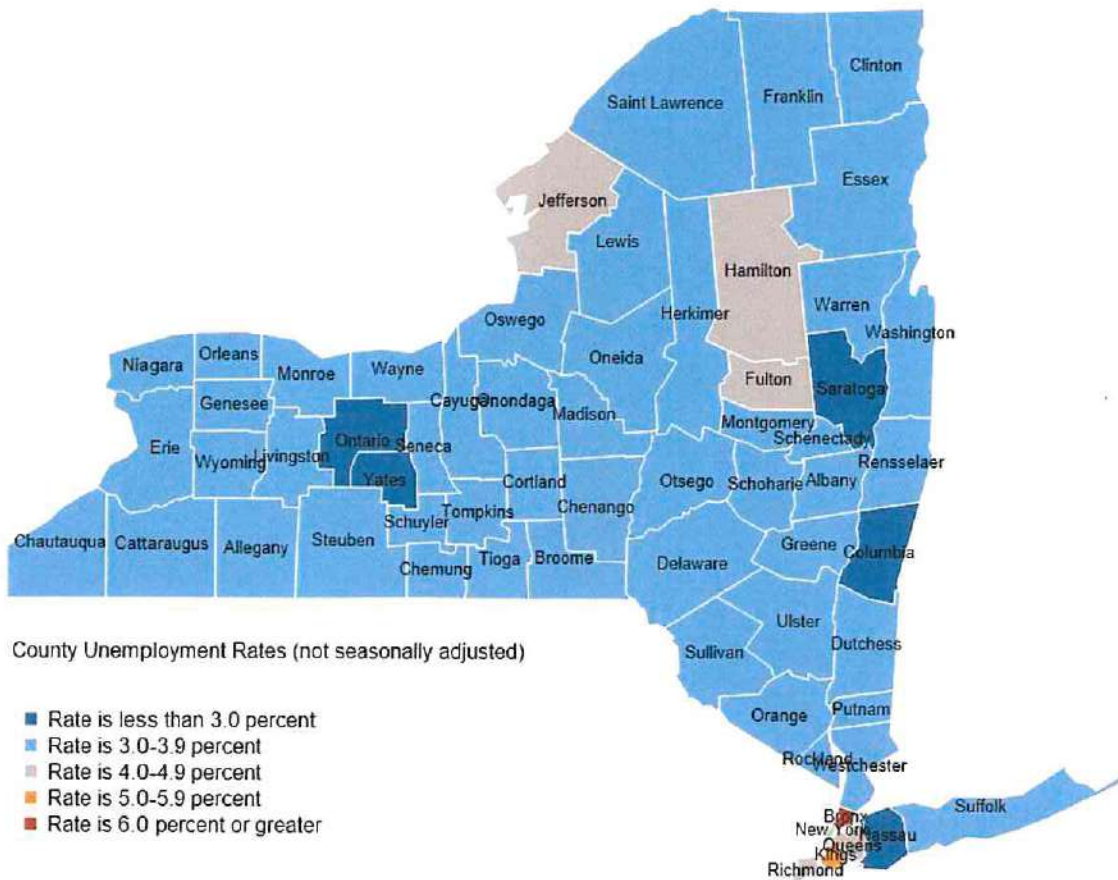 Clinton
Franklin
Saint Lawrence
Essex
Jefferson
Lewis
Hamilton
Herkimer
Warren
Washington
Oswego
Oneida
Niagara
Orleans
Monroe
Wayne
Fulton
Saratoga
Genesee
Cayuga
Onondaga
Madison
Montgomery
Schenectady
Erie
Wyoming
Livingston
Ontario
Seneca
Rensselaer
Yates
Cortland
Otsego
Schoharie
Albany
Chenango
Schuyler
Tompkins
Chautauqua
Cattaraugus
Allegany
Steuben
Greene
Columbia
Chemung
Tioga
Broome
Delaware
Ulster
Dutchess
Sullivan
County Unemployment Rates (not seasonally adjusted)
Orange
Putnam
Rate is less than 3.0 percent
Rate is 3.0-3.9 percent
Rate is 4.0-4.9 percent
Rate is 5.0-5.9 percent
Rate is 6.0 percent or greater
Rockland
Westchester
Suffolk
Bronx
New York
Nassau
Queens
Kings
Richmond